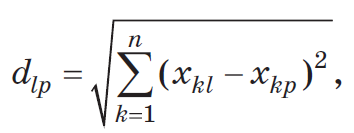 $d_{lp} = \sqrt{\sum_{k=1}^{n} (x_{kl} - x_{kp})^2},$